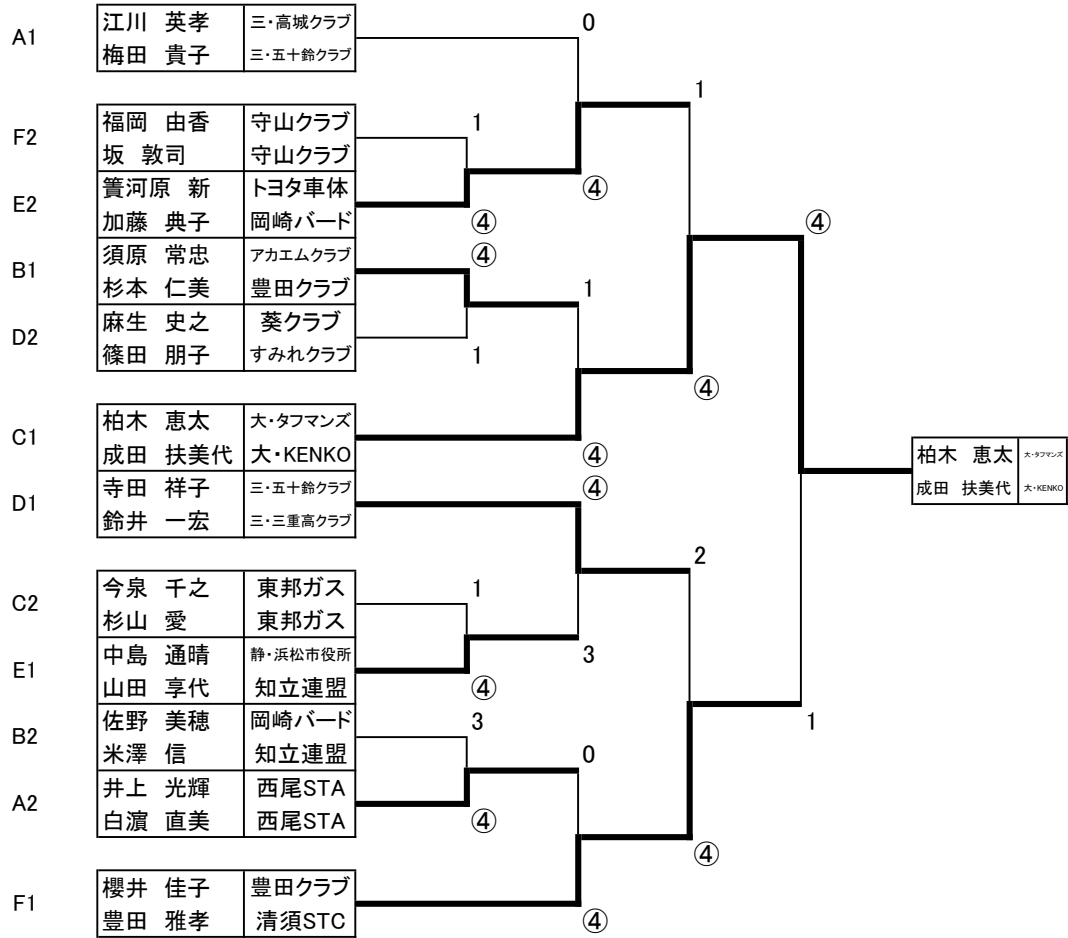 A1
江川 英孝 三・高城クラブ
梅田 貴子 三・五十鈴クラブ
0
1
F2
福岡 由香 守山クラブ
坂 敦司 守山クラブ
1
E2
簀河原 新 トヨタ車体
加藤 典子 岡崎バード
④
④
④
B1
須原 常忠 アカエムクラブ
杉本 仁美 豊田クラブ
④
1
D2
麻生 史之 葵クラブ
篠田 朋子 すみれクラブ
1
④
C1
柏木 恵太 大・タフマンズ
成田 扶美代 大・KENKO
④
柏木 恵太 大・タフマンズ
成田 扶美代 大・KENKO
D1
寺田 祥子 三・五十鈴クラブ
鈴井 一宏 三・三重高クラブ
④
2
C2
今泉 千之 東邦ガス
杉山 愛 東邦ガス
1
E1
中島 通晴 静・浜松市役所
山田 享代 知立連盟
④
3
1
B2
佐野 美穂 岡崎バード
米澤 信 知立連盟
3
0
A2
井上 光輝 西尾STA
白濵 直美 西尾STA
④
④
F1
櫻井 佳子 豊田クラブ
豊田 雅孝 清須STC
④